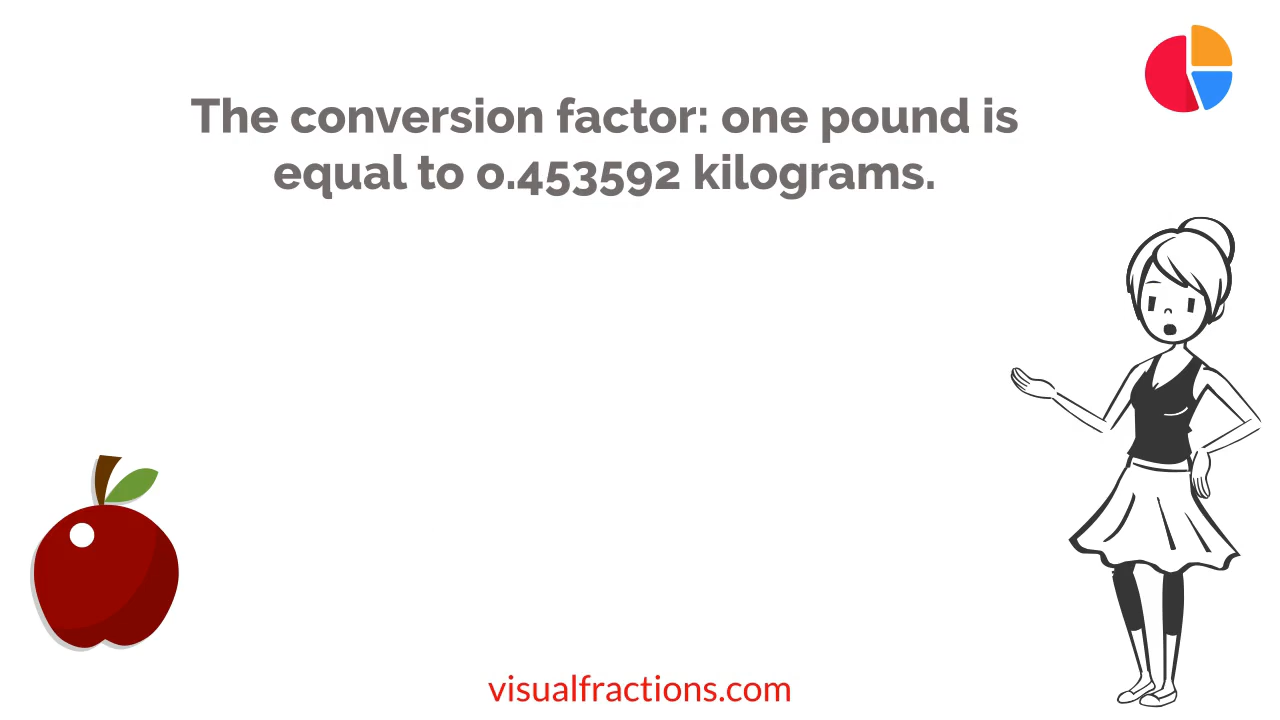 The conversion factor: one pound is
equal to 0.453592 kilograms.
visualfractions.com